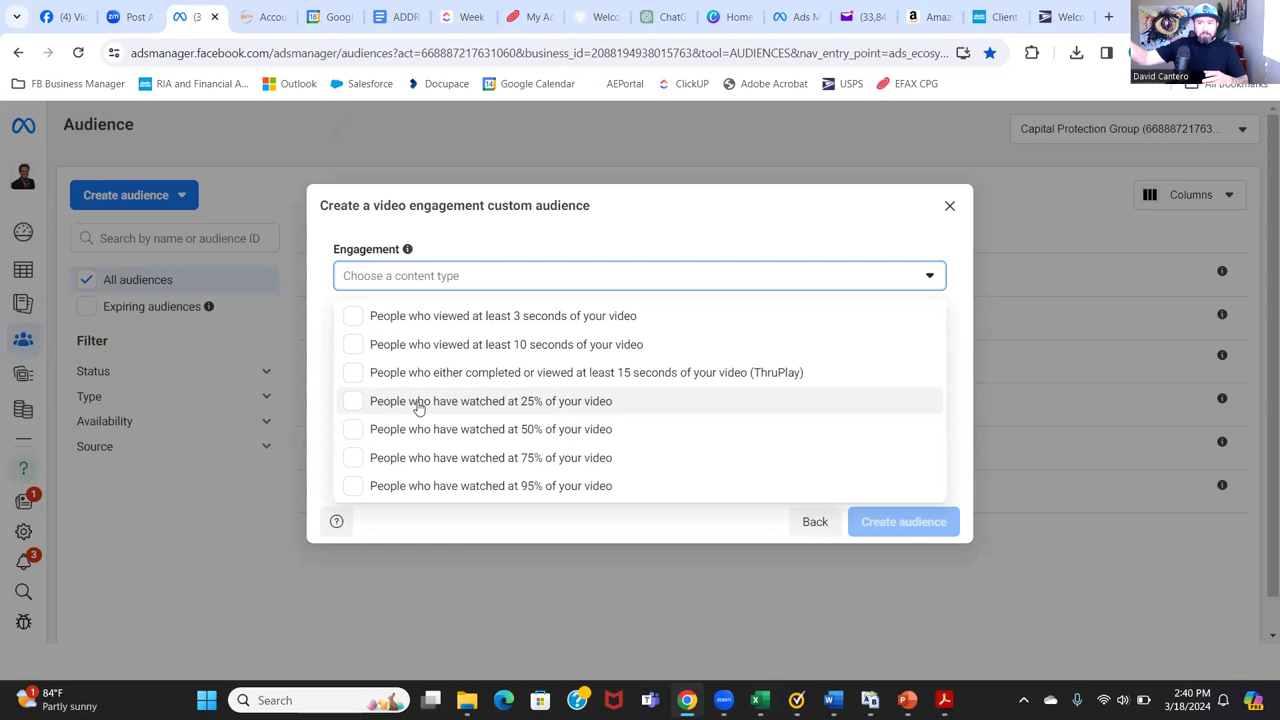 (4) Vide
Post A
(3
Accou
Googl
ADDR
Week
My A
Welco
ChatG
Home
Ads M
(33,8
Amaz
Client
Welco
adsmanager.facebook.com/adsmanager/audiences?act=668887217631060&business_id=2088194938015763&tool=AUDIENCES&nav_entry_point=ads_ecosy...
FB Business Manager
RIA and Financial A...
Outlook
Salesforce
Docupace
Google Calendar
AEPortal
ClickUP
Adobe Acrobat
USPS
EFAX CPG
All Bookmarks
David Cantero
Audience
Capital Protection Group (66888721763...
Create audience
Columns
Search by name or audience ID
All audiences
Expiring audiences
Filter
Status
Type
Availability
Source
Create a video engagement custom audience
Engagement
Choose a content type
People who viewed at least 3 seconds of your video
People who viewed at least 10 seconds of your video
People who either completed or viewed at least 15 seconds of your video (ThruPlay)
People who have watched at 25% of your video
People who have watched at 50% of your video
People who have watched at 75% of your video
People who have watched at 95% of your video
Back
Create audience
1
3
1
84°F
Partly sunny
Search
2:40 PM
3/18/2024